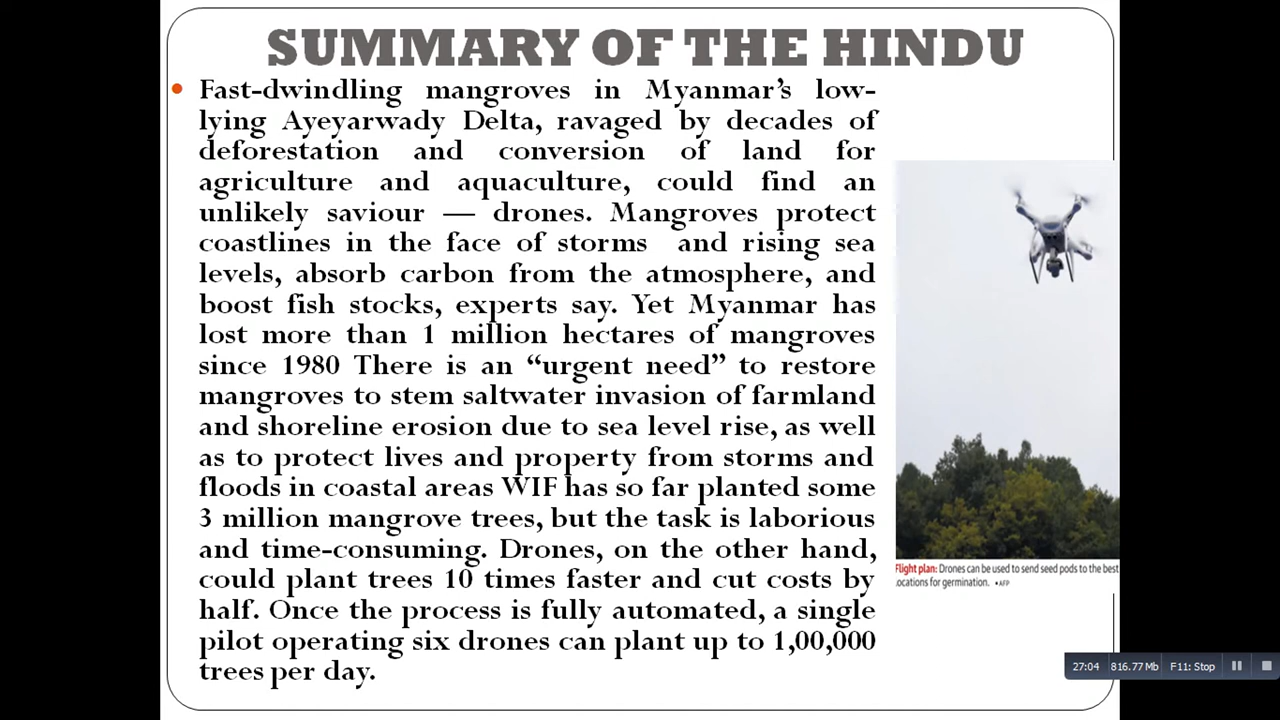 SUMMARY OF THE HINDU
Fast-dwindling mangroves in Myanmar’s low-
lying Ayeyarwady Delta, ravaged by decades of
deforestation and conversion of land for
agriculture and aquaculture, could find an
unlikely saviour — drones. Mangroves protect
coastlines in the face of storms and rising sea
levels, absorb carbon from the atmosphere, and
boost fish stocks, experts say. Yet Myanmar has
lost more than 1 million hectares of mangroves
since 1980 There is an “urgent need” to restore
mangroves to stem saltwater invasion of farmland
and shoreline erosion due to sea level rise, as well
as to protect lives and property from storms and
floods in coastal areas WIF has so far planted some
3 million mangrove trees, but the task is laborious
and time-consuming. Drones, on the other hand,
could plant trees 10 times faster and cut costs by
half. Once the process is fully automated, a single
pilot operating six drones can plant up to 1,00,000
trees per day.
Flight plan: Drones can be used to send seed pods to the best
ocations for germination. • AFP
27:04 816.77 Mb F11: Stop